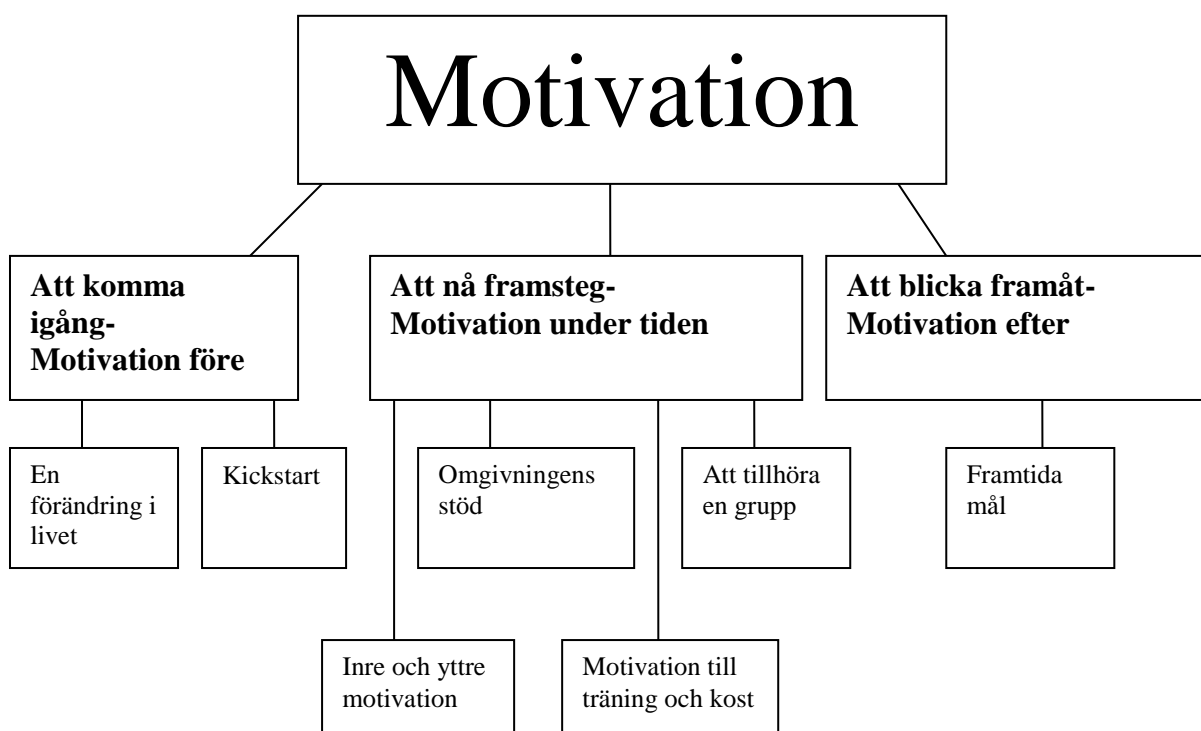 Motivation
Att komma
igång-
Motivation före
Att nå framsteg-
Motivation under tiden
Att blicka framåt-
Motivation efter
En
förändring i
livet
Kickstart
Omgivningens
stöd
Att tillhöra
en grupp
Framtida
mål
Inre och yttre
motivation
Motivation till
träning och kost